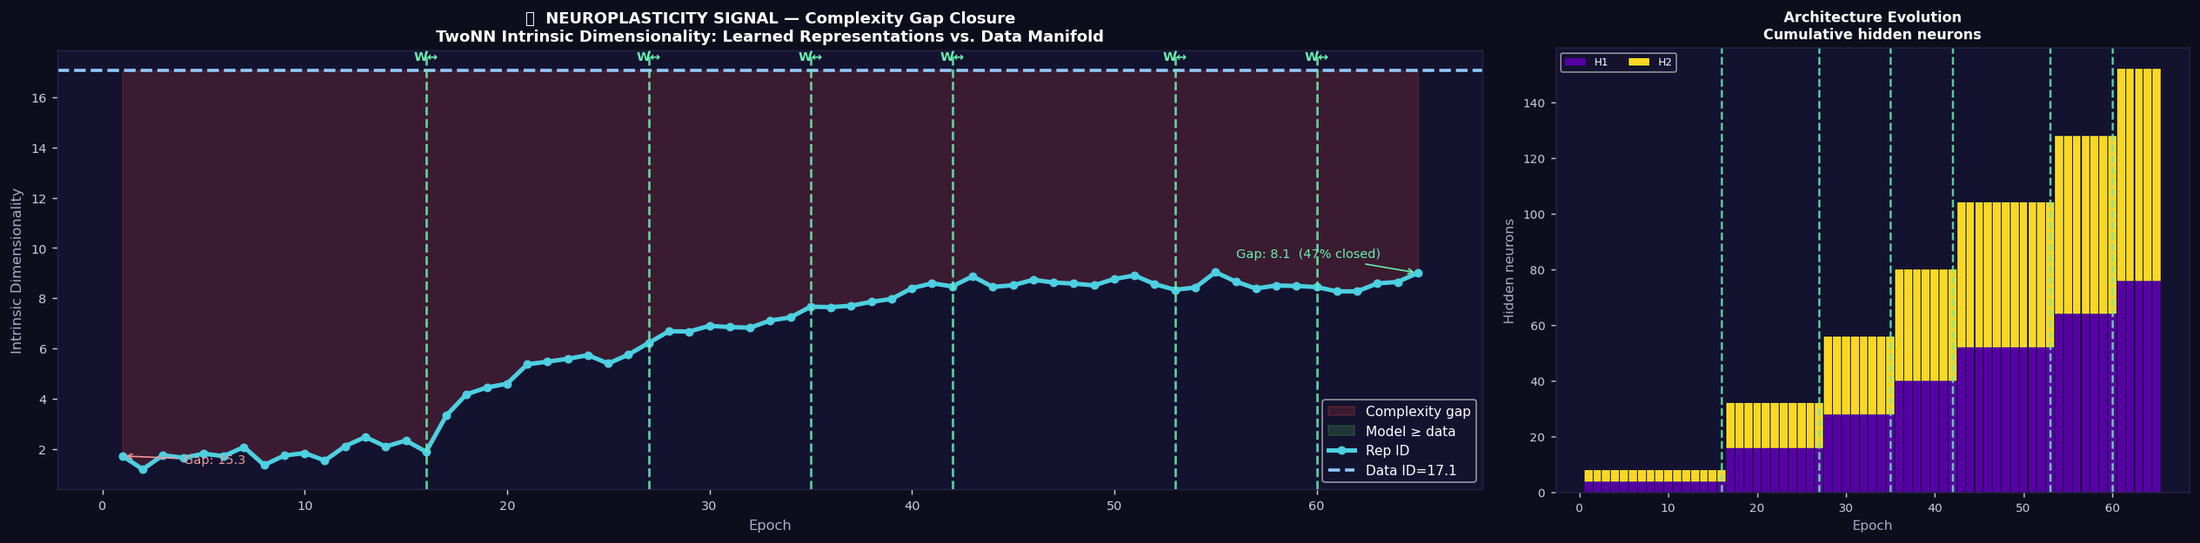 NEUROPLASTICITY SIGNAL — Complexity Gap Closure
TwoNN Intrinsic Dimensionality: Learned Representations vs. Data Manifold
W↔ W↔ W↔ W↔ W↔ W↔
Intrinsic Dimensionality
16
14
12
10
8
6
4
2
Gap: 15.3
Gap: 8.1 (47% closed)
Complexity gap
Model ≥ data
Rep ID
Data ID=17.1
0 10 20 30 40 50 60
Epoch
Architecture Evolution
Cumulative hidden neurons
H1 H2
Hidden neurons
140
120
100
80
60
40
20
0
0 10 20 30 40 50 60
Epoch